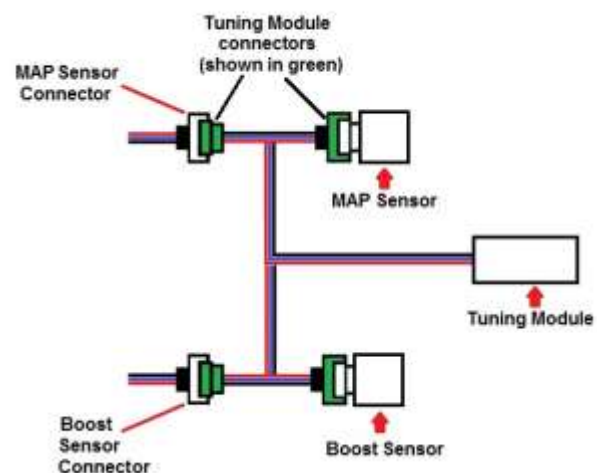 Tuning Module
connectors
(shown in green)
MAP Sensor
Connector
MAP Sensor
Tuning Module
Boost
Sensor
Connector
Boost Sensor